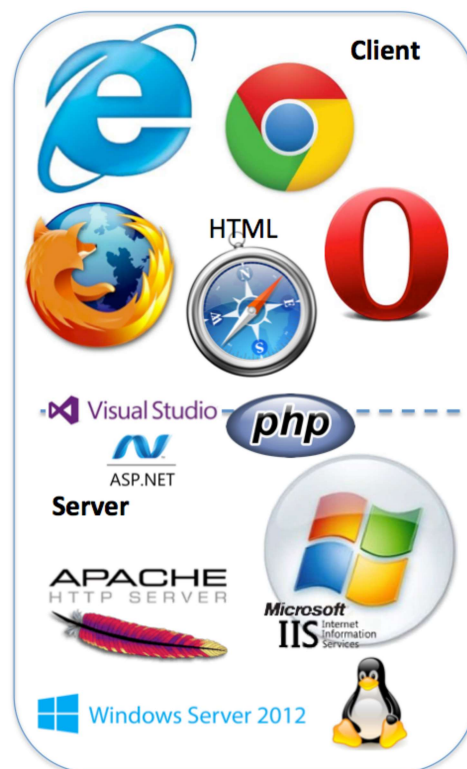 Client
HTML
N
E
S
W
Visual Studio
php
ASP.NET
Server
APACHE
HTTP SERVER
Microsoft
IIS Internet
Information
Services
Windows Server 2012